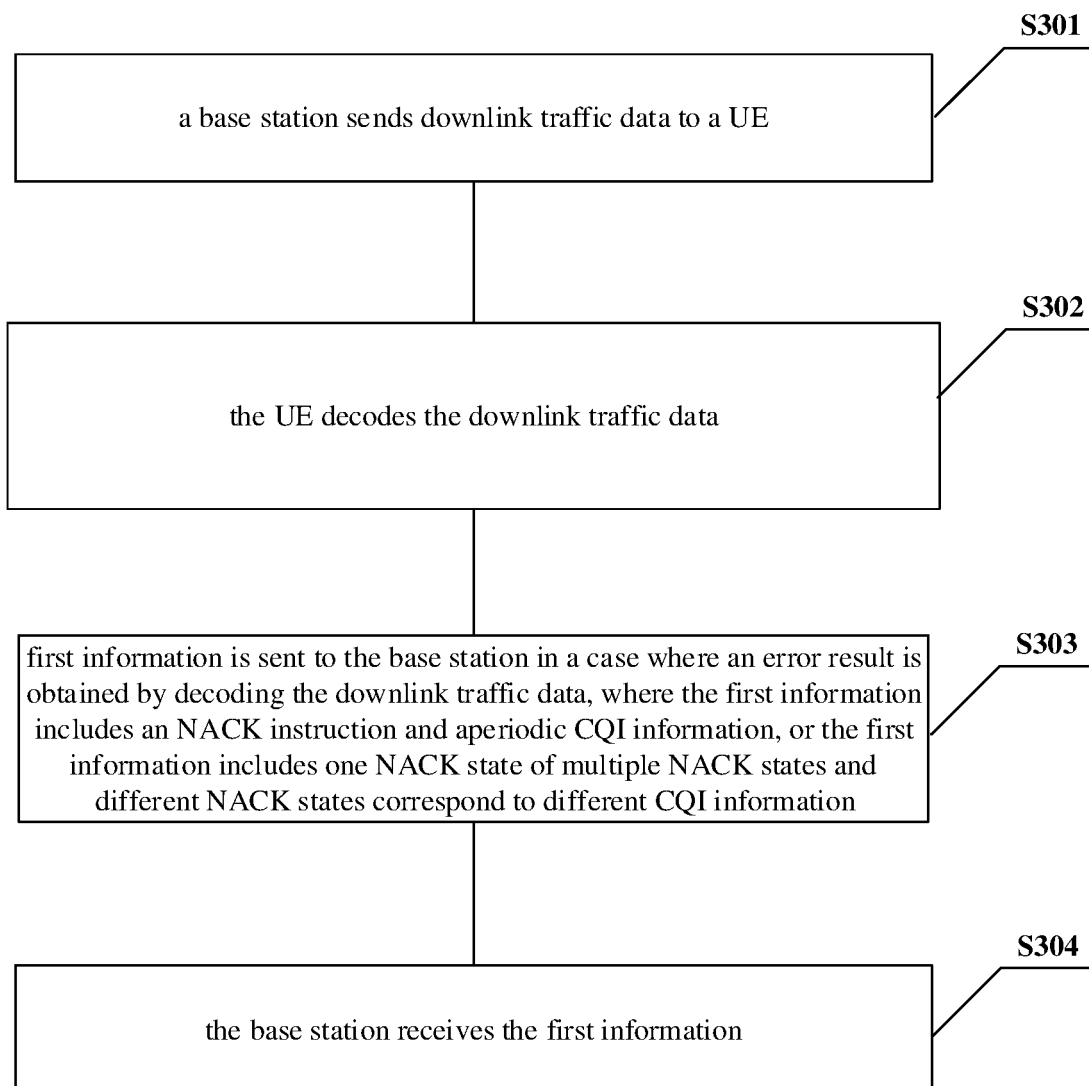 S301
a base station sends downlink traffic data to a UE
S302
the UE decodes the downlink traffic data
S303
first information is sent to the base station in a case where an error result is
obtained by decoding the downlink traffic data, where the first information
includes an NACK instruction and aperiodic CQI information, or the first
information includes one NACK state of multiple NACK states and
different NACK states correspond to different CQI information
S304
the base station receives the first information